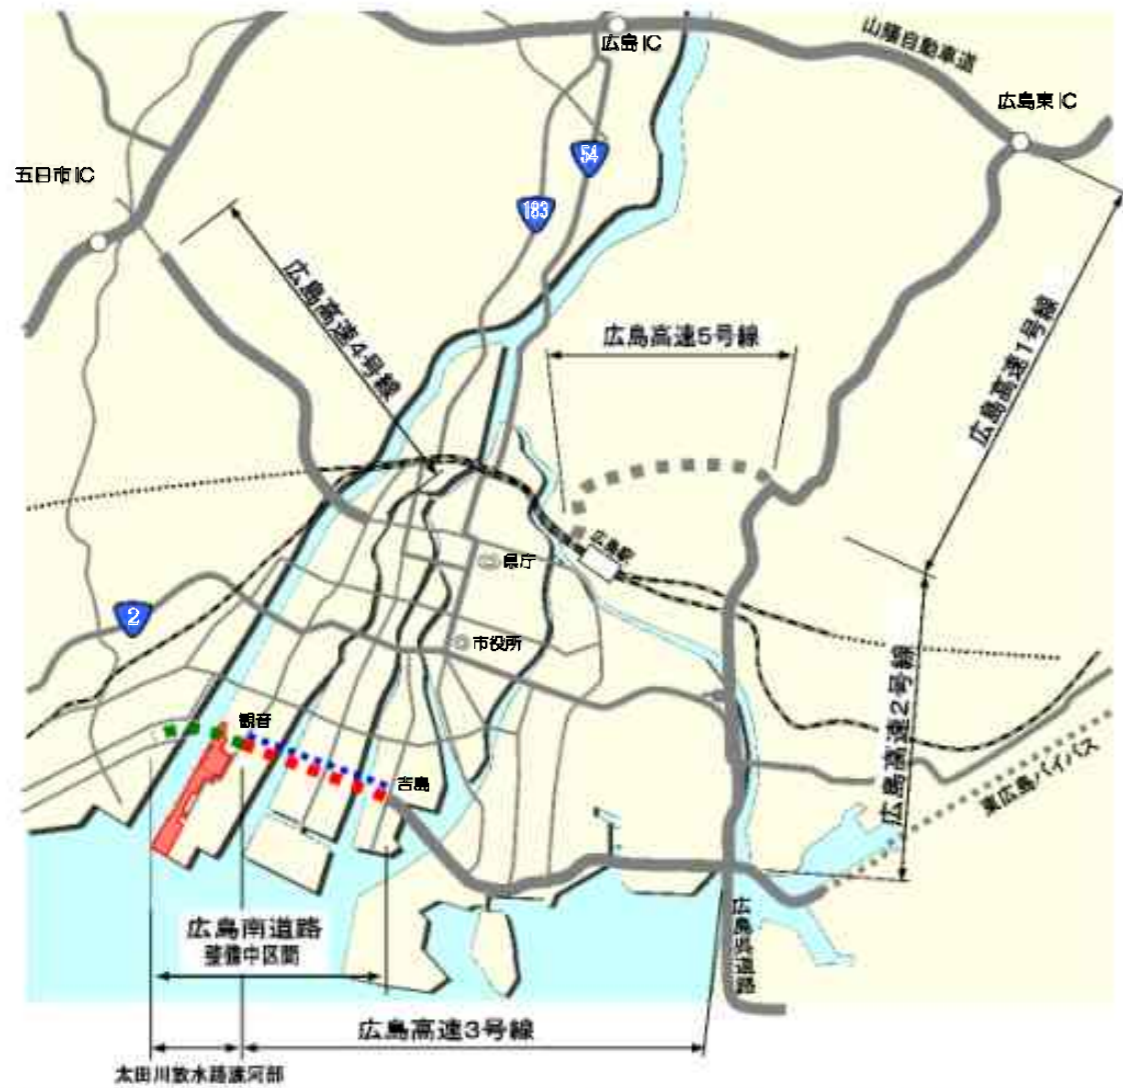 広島IC
山陽自動車道
広島東IC
五日市IC
54
183
広島高速4号線
広島高速5号線
広島高速1号線
広島駅
県庁
2
市役所
広島高速2号線
観音
吉島
東広島バイパス
広島南道路
整備中区間
広島呉道路
広島高速3号線
太田川放水路渡河部